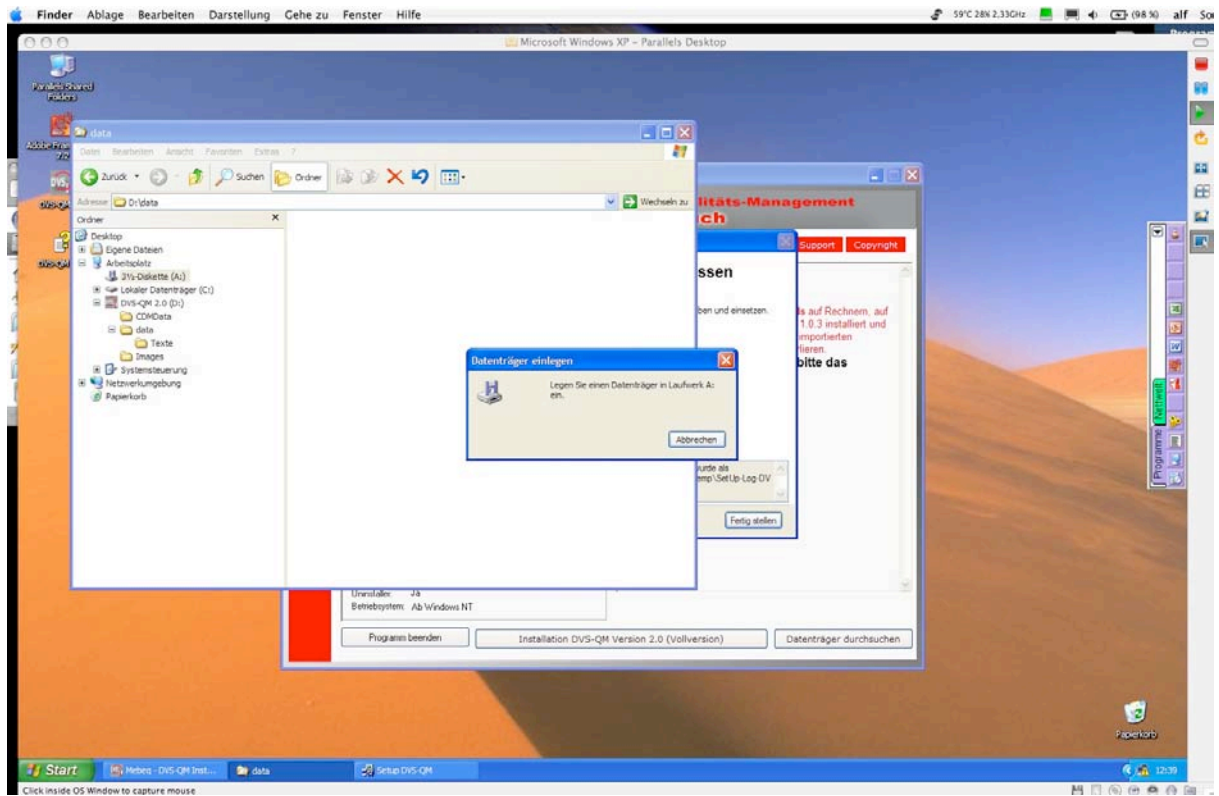 Finder Ablage Bearbeiten Darstellung Gehe zu Fenster Hilfe
59°C 28% 2.33GHz (98 %) alf
Microsoft Windows XP – Parallels Desktop
Parallels Shared Folders
data
Datei Bearbeiten Ansicht Favoriten Extras ?
Zurück Suchen Ordner
Adresse D:\data Wechseln zu
Ordner
Desktop
Eigene Dateien
Arbeitsplatz
3½-Diskette (A:)
Lokaler Datenträger (C:)
DVS-QM 2.0 (D:)
CDMData
data
Texte
Images
Systemsteuerung
Netzwerkumgebung
Papierkorb
litäts-Management
ch
Support Copyright
ssen
ben und einsetzen.
ls auf Rechnern, auf
1.0.3 installiert und
importierten
lieren.
bitte das
Datenträger einlegen
Legen Sie einen Datenträger in Laufwerk A:
ein.
Abbrechen
wurde als
emp\SetUp-Log-DV
Fertig stellen
Uninstaller: Ja
Betriebsystem: Ab Windows NT
Programm beenden
Installation DVS-QM Version 2.0 (Vollversion)
Datenträger durchsuchen
Nettwelt
Programme
Papierkorb
Start
Mebeq - DVS-QM Inst...
data
Setup DVS-QM
12:39
Click inside OS Window to capture mouse